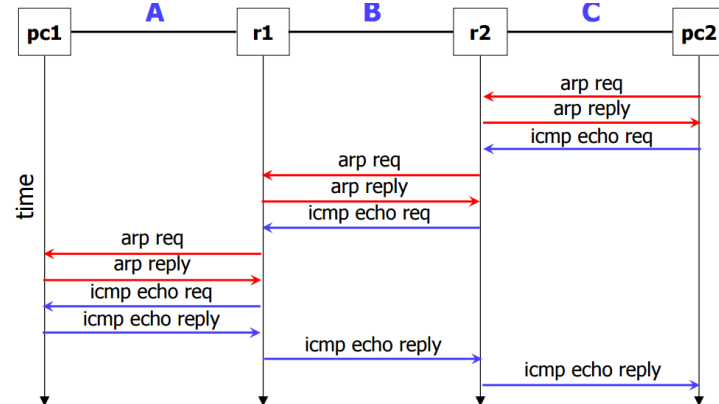 A
B
C
pc1
r1
r2
pc2
arp req
arp reply
icmp echo req
arp req
arp reply
icmp echo req
time
arp req
arp reply
icmp echo req
icmp echo reply
icmp echo reply
icmp echo reply